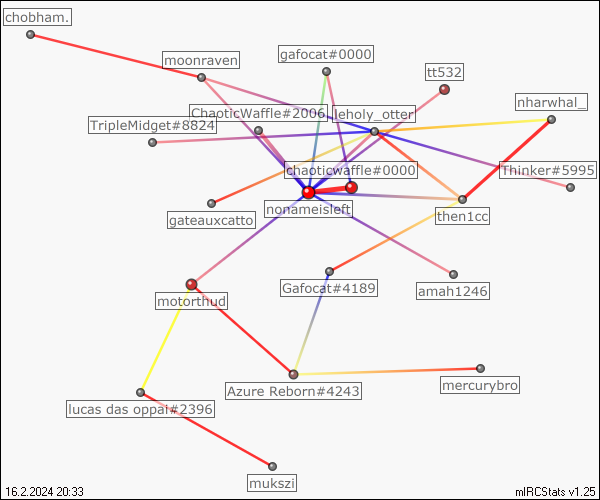 chobham.
moonraven
gafocat#0000
tt532
nharwhal_
ChaoticWaffle#2006
leholy_otter
TripleMidget#8824
chaoticwaffle#0000
Thinker#5995
nonameisleft
gateauxcatto
then1cc
Gafocat#4189
amah1246
motorthud
Azure Reborn#4243
mercurybro
lucas das oppai#2396
mukszi
16.2.2024 20:33
mIRCStats v1.25